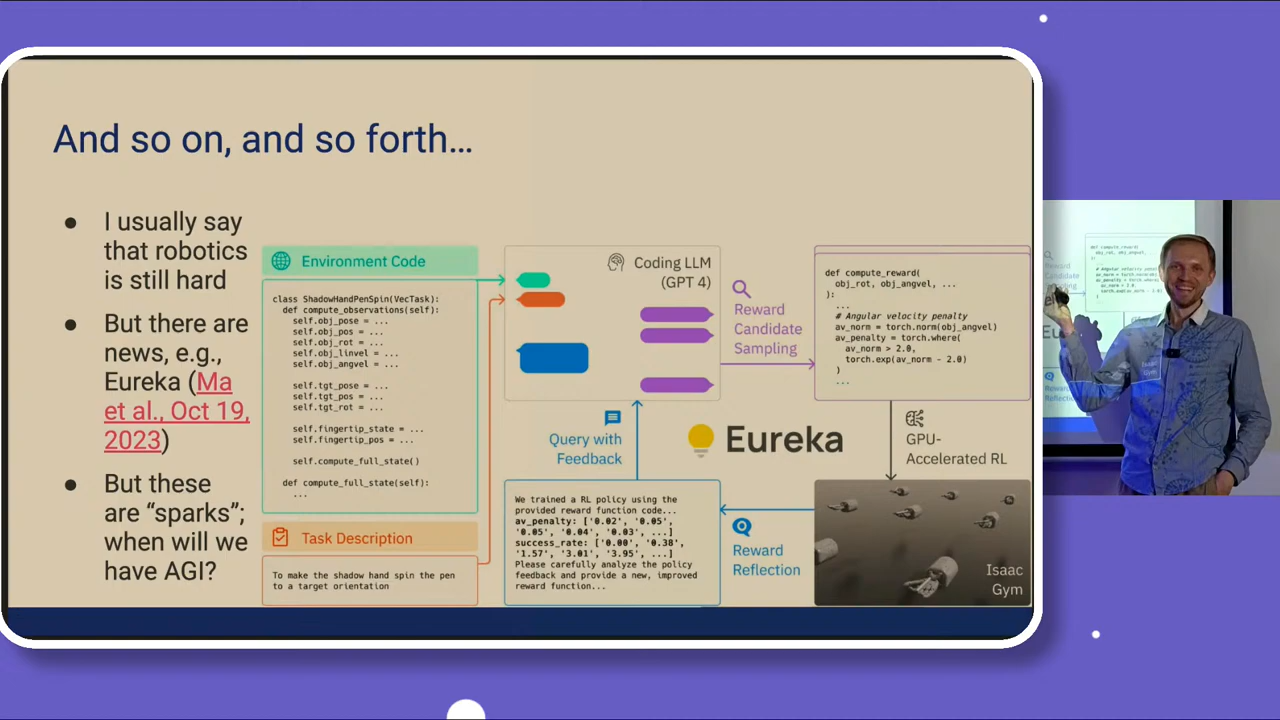 And so on, and so forth…
● I usually say
that robotics
is still hard
● But there are
news, e.g.,
Eureka (Ma
et al., Oct 19,
2023)
● But these
are “sparks”;
when will we
have AGI?
Environment Code
class ShadowHandPenSpin(VecTask):
def compute_observations(self):
self.obj_pose = ...
self.obj_pos = ...
self.obj_rot = ...
self.obj_linvel = ...
self.obj_angvel = ...
self.tgt_pose = ...
self.tgt_pos = ...
self.tgt_rot = ...
self.fingertip_state = ...
self.fingertip_pos = ...
self.compute_full_state()
def compute_full_state(self):
...
Task Description
To make the shadow hand spin the pen
to a target orientation
Coding LLM
(GPT 4)
Reward
Candidate
Sampling
def compute_reward(
obj_rot, obj_angvel, ...
):
...
# Angular velocity penalty
av_norm = torch.norm(obj_angvel)
av_penalty = torch.where(
av_norm > 2.0,
torch.exp(av_norm - 2.0)
)
...
Query with
Feedback
Eureka
GPU-
Accelerated RL
We trained a RL policy using the
provided reward function code...
av_penalty: ['0.02', '0.05',
'0.05', '0.04', '0.03', ...]
success_rate: ['0.00', '0.38',
'1.57', '3.01', '3.95', ...]
Please carefully analyze the policy
feedback and provide a new, improved
reward function...
Reward
Reflection
Isaac
Gym